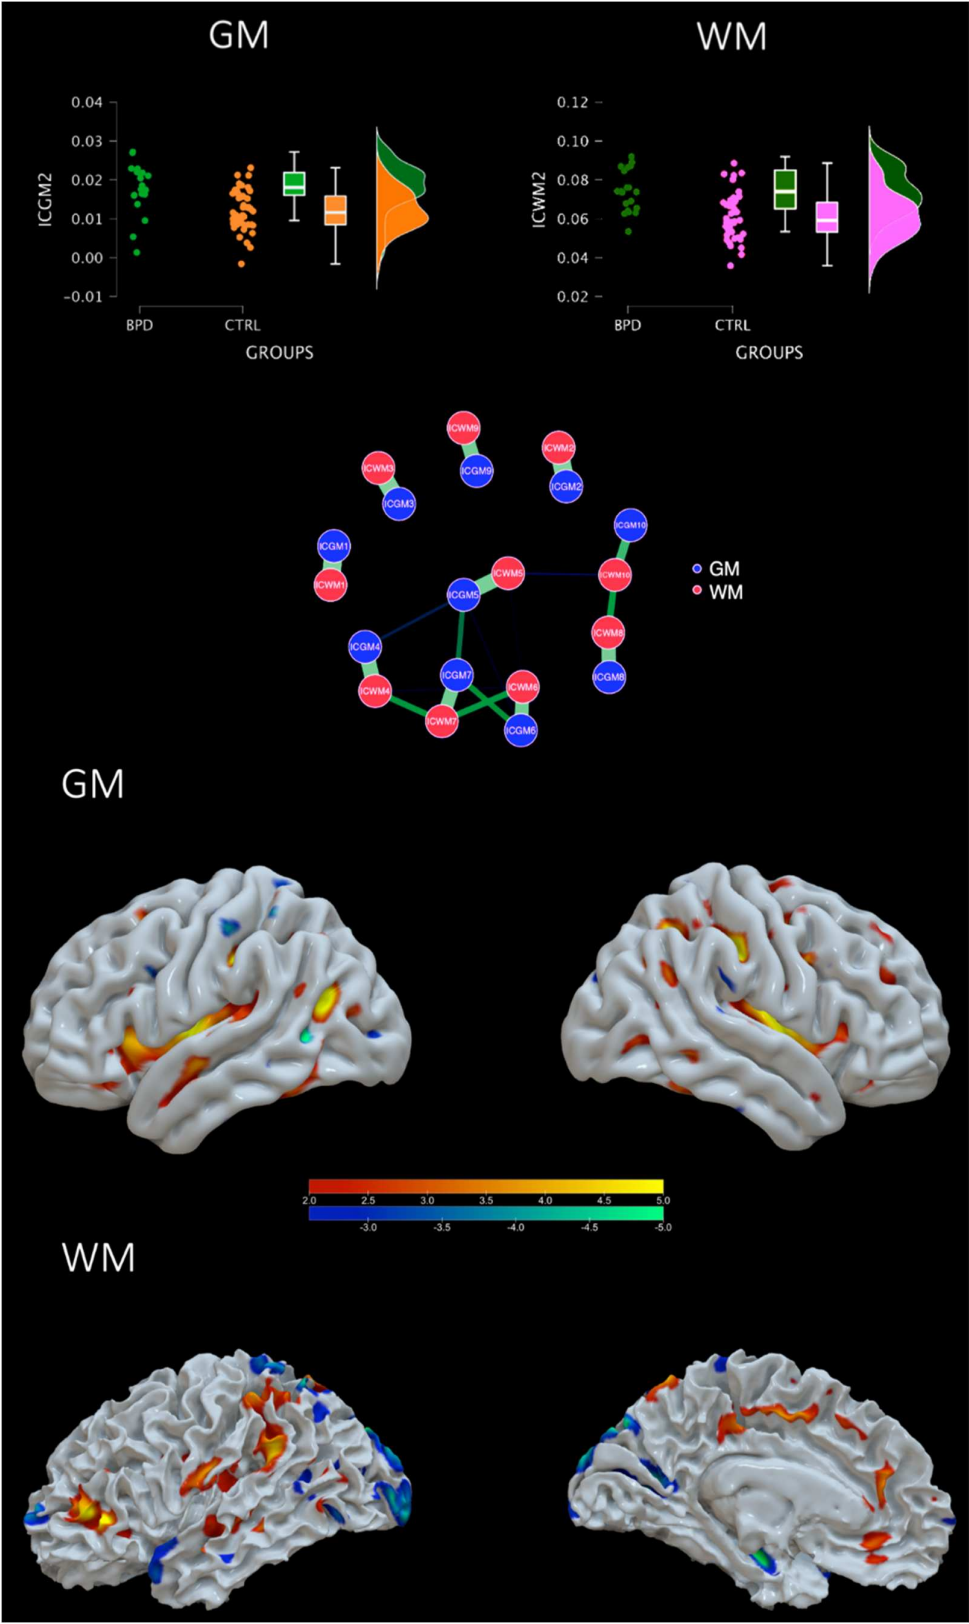 GM
WM
0.04
0.03
0.02
0.01
0.00
-0.01
ICGM2
BPD
CTRL
GROUPS
0.12
0.10
0.08
0.06
0.04
0.02
ICWM2
BPD
CTRL
GROUPS
ICWM9
ICGM9
ICWM2
ICGM2
ICWM3
ICGM3
ICGM10
ICGM1
ICWM1
ICWM5
ICWM10
ICGM5
GM
WM
ICGM4
ICWM8
ICGM7
ICGM8
ICWM4
ICWM6
ICWM7
ICGM6
GM
2.0 2.5 3.0 3.5 4.0 4.5 5.0
-3.0 -3.5 -4.0 -4.5 -5.0
WM